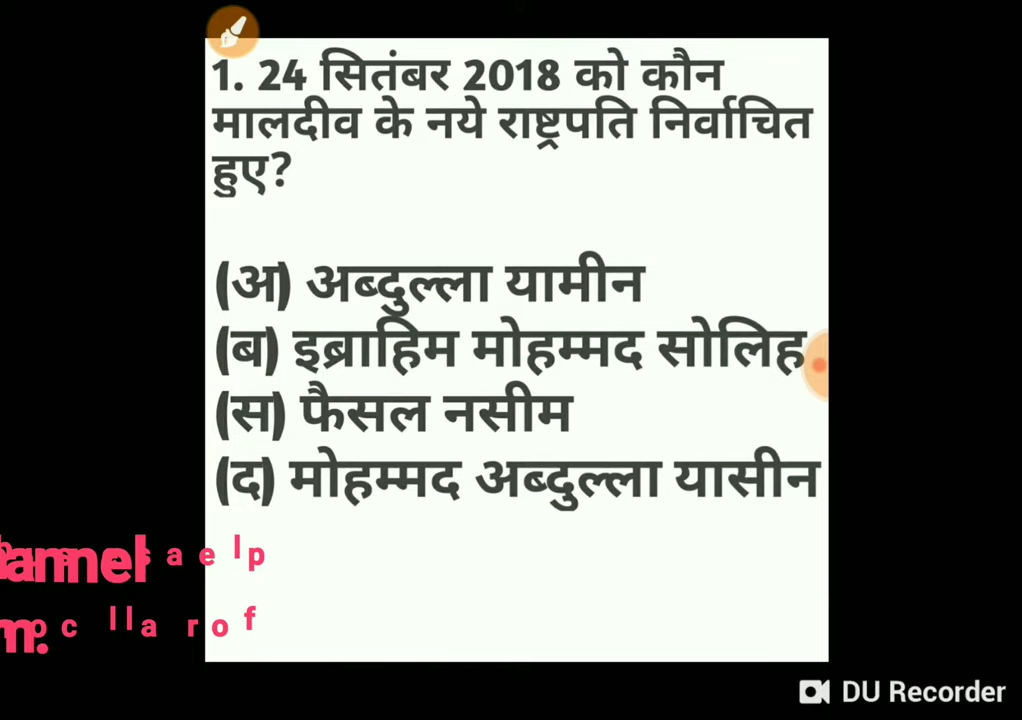 1. 24 सितंबर 2018 को कौन
मालदीव के नये राष्ट्रपति निर्वाचित
हुए?
(अ) अब्दुल्ला यामीन
(ब) इब्राहिम मोहम्मद सोलिह
(स) फैसल नसीम
(द) मोहम्मद अब्दुल्ला यासीन
DU Recorder